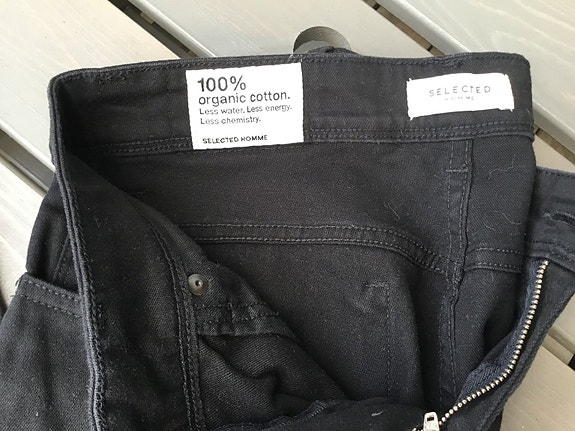 100%
organic cotton.
Less water. Less energy.
Less chemistry.
SELECTED HOMME
SELECTED
HOMME